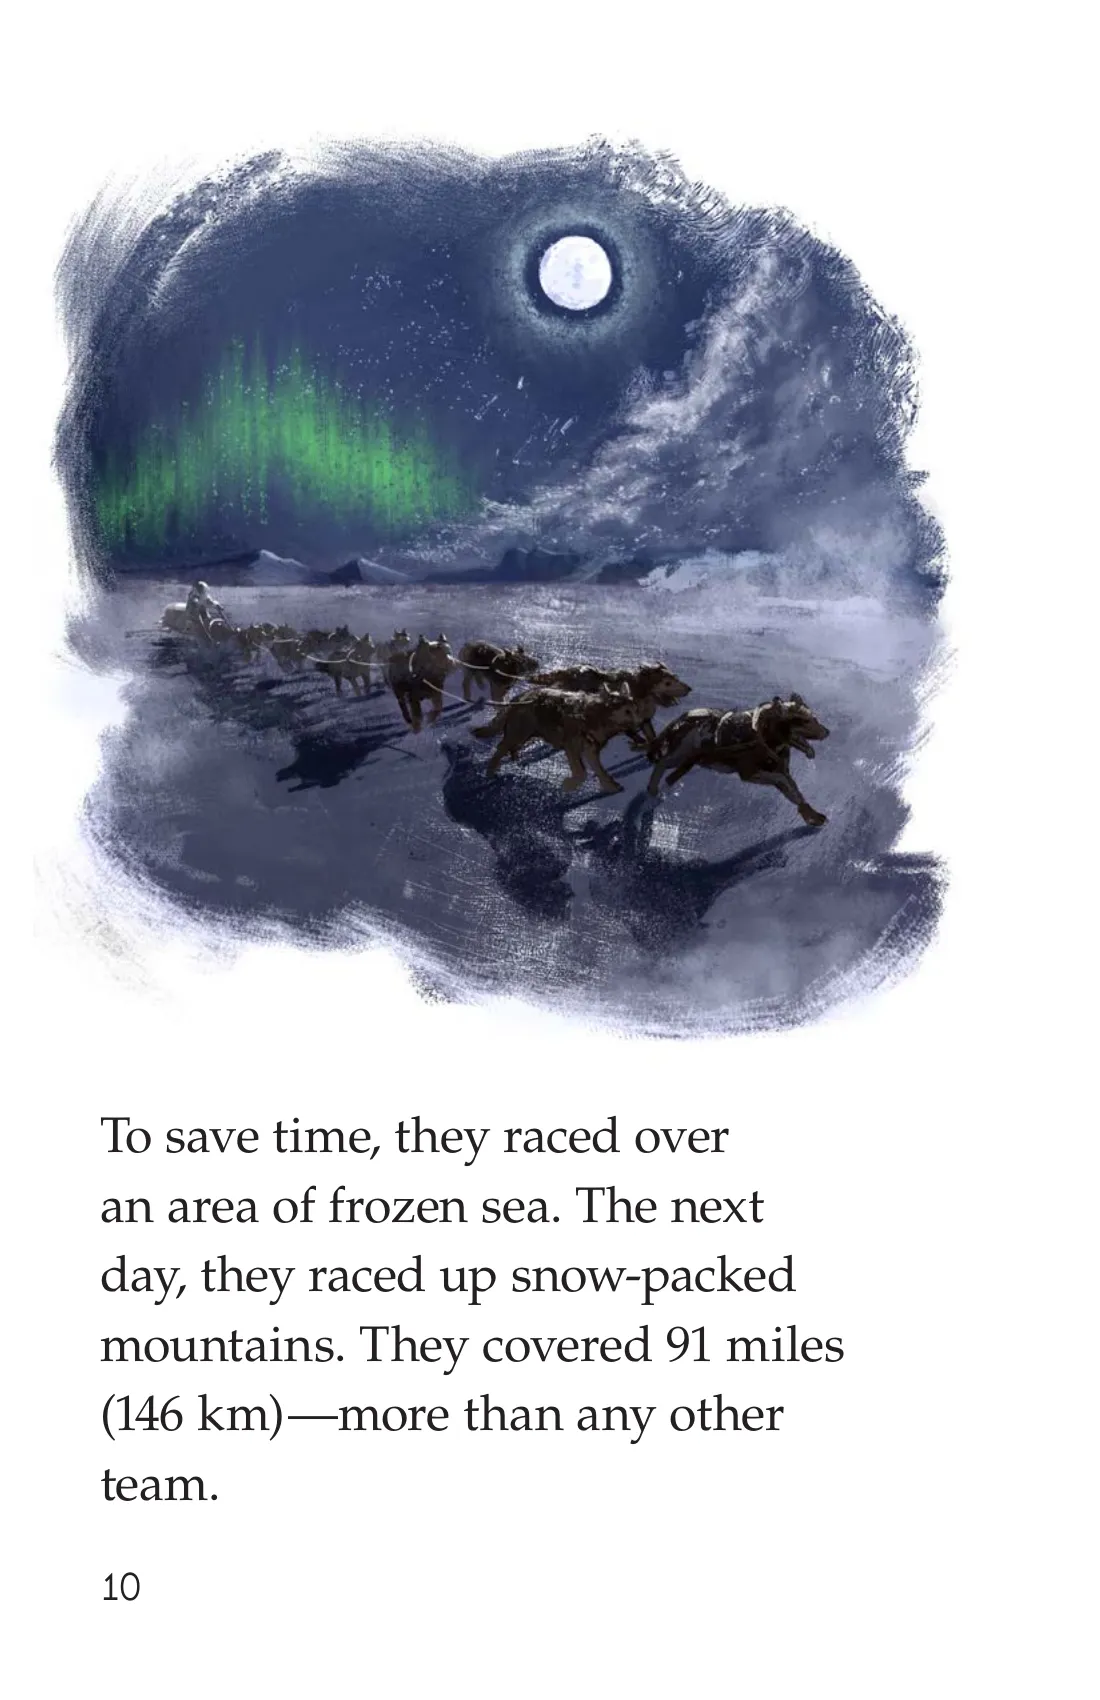 To save time, they raced over
an area of frozen sea. The next
day, they raced up snow-packed
mountains. They covered 91 miles
(146 km)—more than any other
team.
10